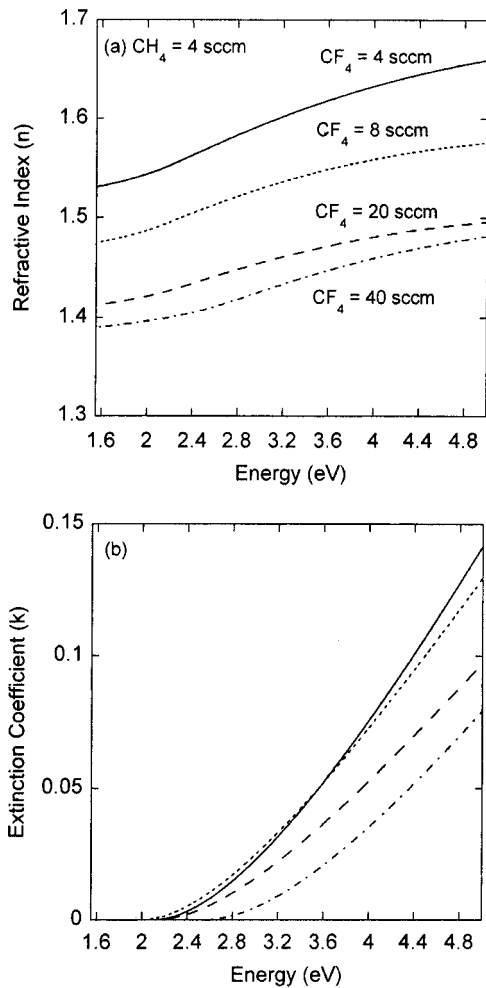 (a) CH₄ = 4 sccm
CF₄ = 4 sccm
CF₄ = 8 sccm
CF₄ = 20 sccm
CF₄ = 40 sccm
Refractive Index (n)
1.7
1.6
1.5
1.4
1.3
1.6 2 2.4 2.8 3.2 3.6 4 4.4 4.8
Energy (eV)
(b)
Extinction Coefficient (k)
0.15
0.1
0.05
0
1.6 2 2.4 2.8 3.2 3.6 4 4.4 4.8
Energy (eV)